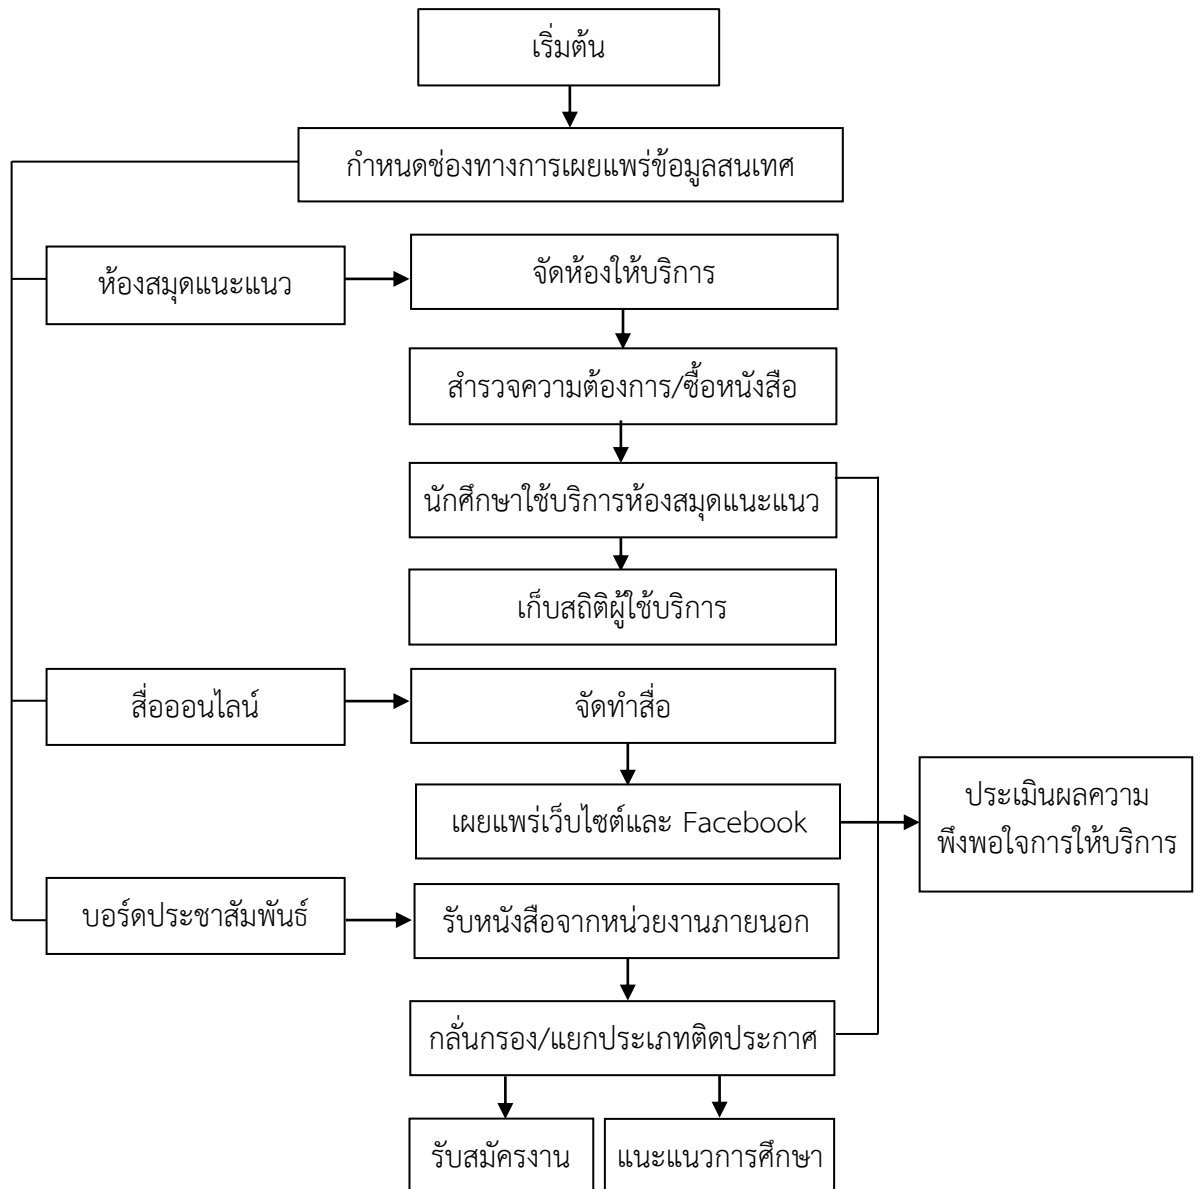 เริ่มต้น
กำหนดช่องทางการเผยแพร่ข้อมูลสนเทศ
ห้องสมุดแนะแนว
จัดห้องให้บริการ
สำรวจความต้องการ/ซื้อหนังสือ
นักศึกษาใช้บริการห้องสมุดแนะแนว
เก็บสถิติผู้ใช้บริการ
สื่อออนไลน์
จัดทำสื่อ
เผยแพร่เว็บไซต์และ Facebook
ประเมินผลความ
พึงพอใจการให้บริการ
บอร์ดประชาสัมพันธ์
รับหนังสือจากหน่วยงานภายนอก
กลั่นกรอง/แยกประเภทติดประกาศ
รับสมัครงาน
แนะแนวการศึกษา